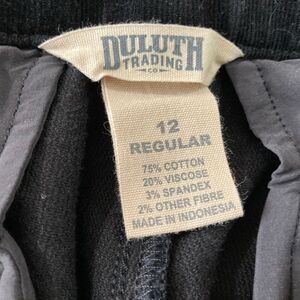 DULUTH
TRADING
CO
12
REGULAR
75% COTTON
20% VISCOSE
3% SPANDEX
2% OTHER FIBRE
MADE IN INDONESIA